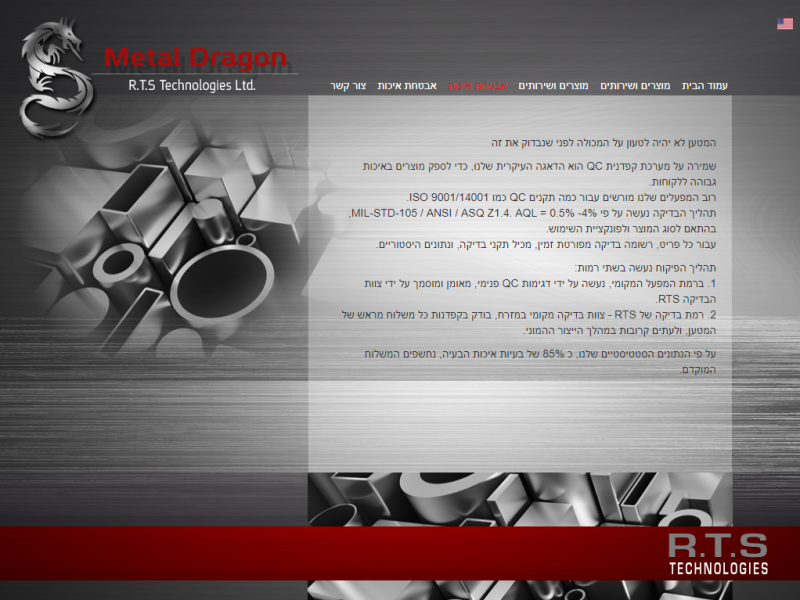 Metal Dragon
R.T.S Technologies Ltd.
עמוד הבית מוצרים ושירותים מוצרים ושירותים אבטחת איכות אבטחת איכות צור קשר
המטען לא יהיה לטעון על המכולה לפני שנבדוק את זה
שמירה על מערכת קפדנית QC הוא הדאגה העיקרית שלנו, כדי לספק מוצרים באיכות
גבוהה ללקוחות.
רוב המפעלים שלנו מורשים עבור כמה תקנים QC כמו ISO 9001/14001.
תהליך הבדיקה נעשה על פי MIL-STD-105 / ANSI / ASQ Z1.4. AQL = 0.5% -4%,
בהתאם לסוג המוצר ולפונקציית השימוש.
עבור כל פריט, רשומה בדיקה מפורטת זמין, מכיל תקני בדיקה, ונתונים היסטוריים.
תהליך הפיקוח נעשה בשתי רמות:
1. ברמת המפעל המקומי, נעשה על ידי דגימות QC פנימי, מאומן ומוסמך על ידי צוות
הבדיקה RTS.
2. רמת בדיקה של RTS - צוות בדיקה מקומי במזרח, בודק בקפדנות כל משלוח מראש של
המטען, ולעתים קרובות במהלך הייצור ההמוני.
על פי הנתונים הסטטיסטיים שלנו, כ 85% של בעיות איכות הבעיה, נחשפים המשלוח
המוקדם.
R.T.S
TECHNOLOGIES